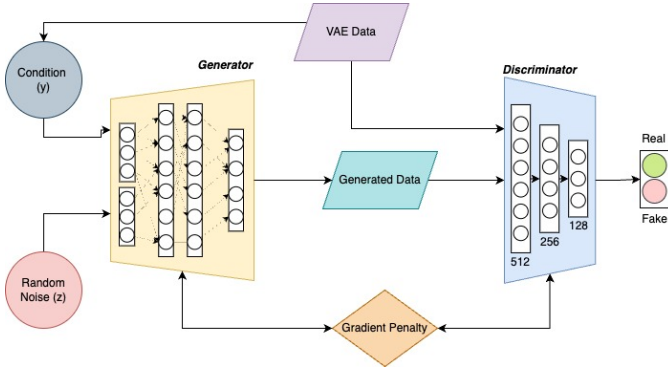 VAE Data
Condition
(y)
Generator
Discriminator
Real
Generated Data
Fake
128
256
512
Random
Noise (z)
Gradient Penalty